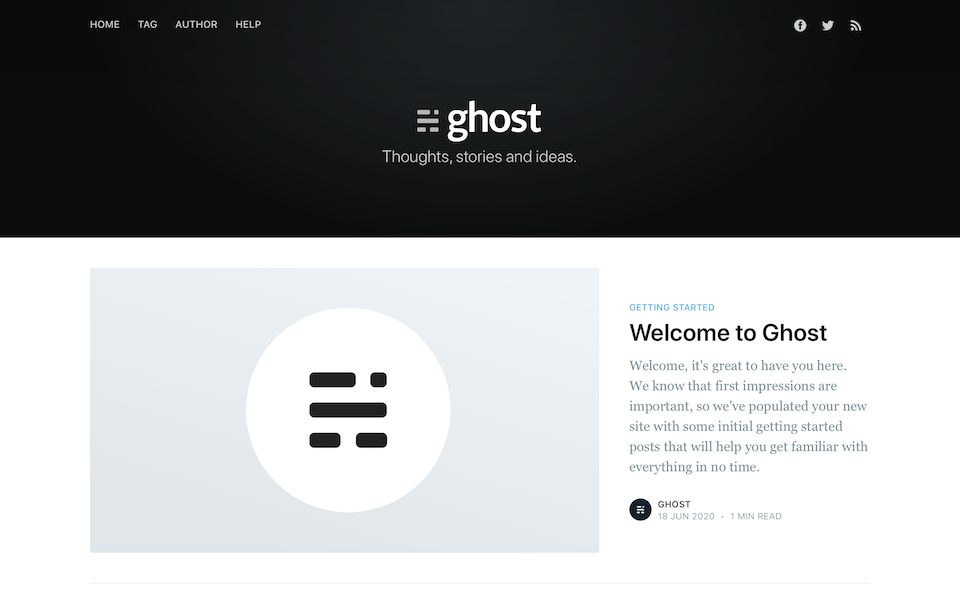 HOME TAG AUTHOR HELP
ghost
Thoughts, stories and ideas.
GETTING STARTED
Welcome to Ghost
Welcome, it's great to have you here.
We know that first impressions are
important, so we've populated your new
site with some initial getting started
posts that will help you get familiar with
everything in no time.
GHOST
18 JUN 2020 • 1 MIN READ